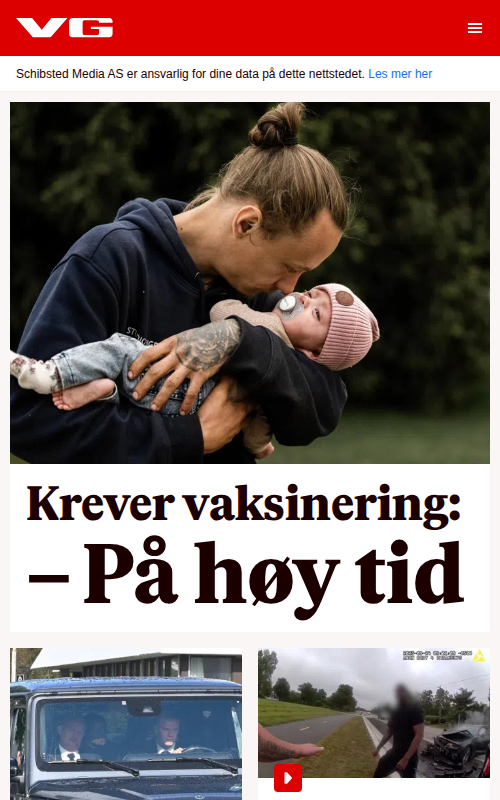 VG
Schibsted Media AS er ansvarlig for dine data på dette nettstedet. Les mer her
Krever vaksinering:
– På høy tid